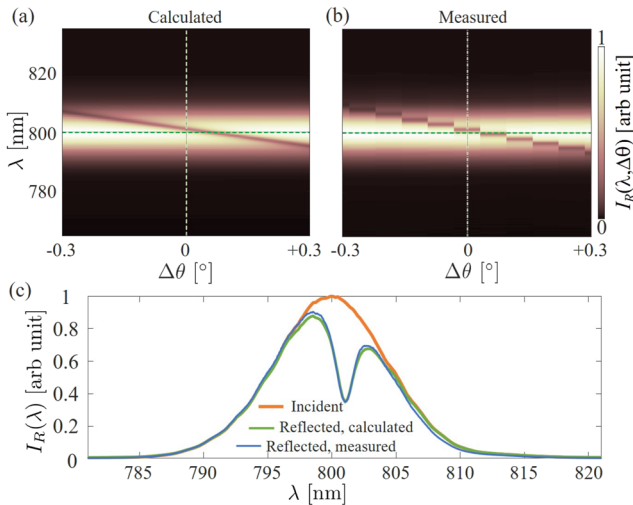 (a) Calculated
(b) Measured
820
800
780
λ [nm]
-0.3 0 +0.3
Δθ [°]
-0.3 0 +0.3
Δθ [°]
1
0
I_R(λ,Δθ) [arb unit]
(c)
1
0.8
0.6
0.4
0.2
0
I_R(λ) [arb unit]
Incident
Reflected, calculated
Reflected, measured
785 790 795 800 805 810 815 820
λ [nm]